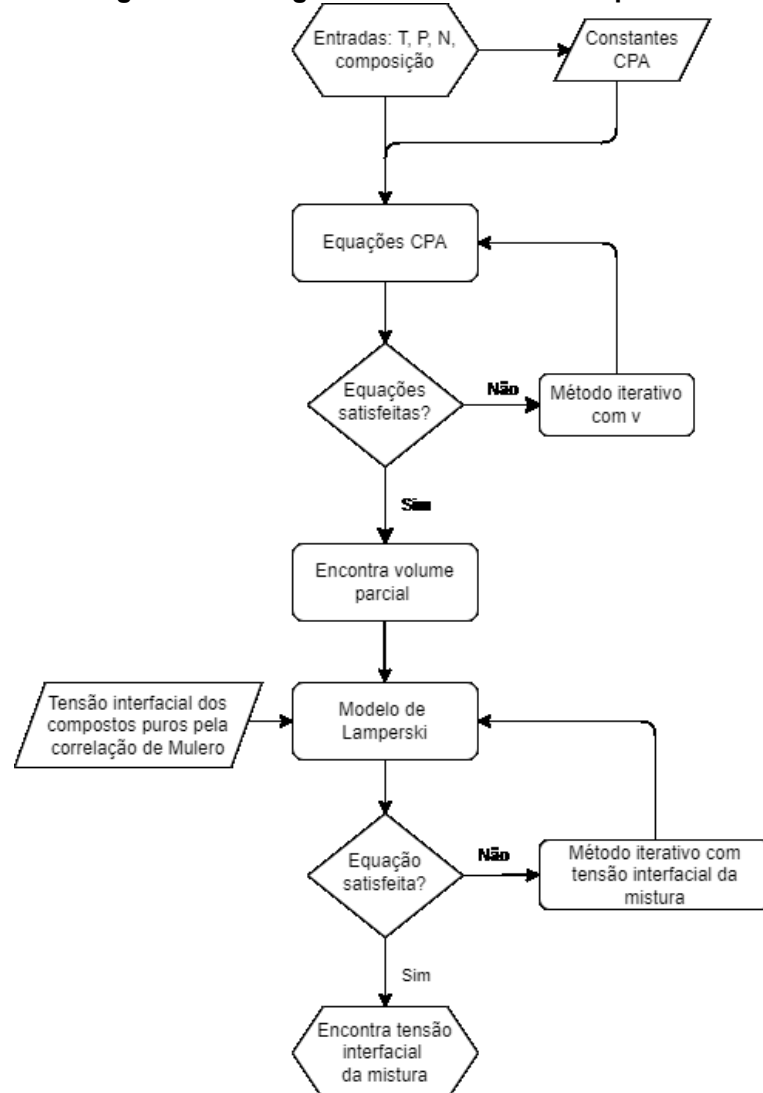 Entradas: T, P, N,
composição
Constantes
CPA
Equações CPA
Equações
satisfeitas?
Não
Método iterativo
com v
Sim
Encontra volume
parcial
Tensão interfacial dos
compostos puros pela
correlação de Mulero
Modelo de
Lamperski
Equação
satisfeita?
Não
Método iterativo com
tensão interfacial da
mistura
Sim
Encontra tensão
interfacial
da mistura